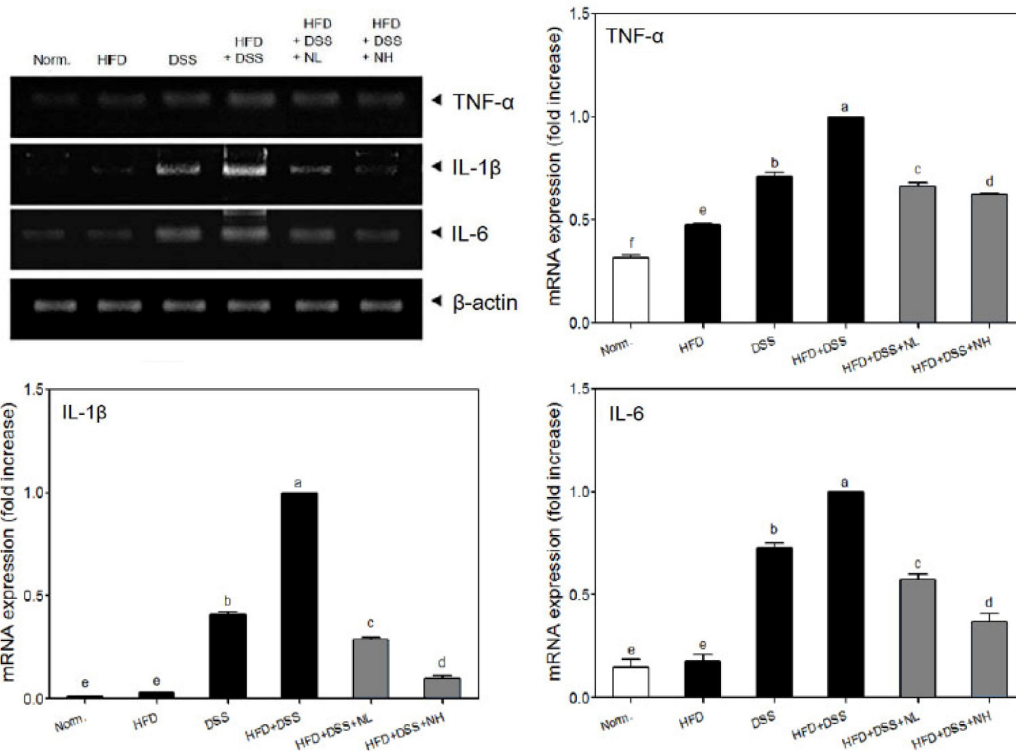 Norm.
HFD
DSS
HFD
+ DSS
HFD
+ DSS
+ NL
HFD
+ DSS
+ NH
TNF-α
IL-1β
IL-6
β-actin
TNF-α
mRNA expression (fold increase)
1.5
1.0
0.5
0.0
f
e
b
a
c
d
Norm.
HFD
DSS
HFD+DSS
HFD+DSS+NL
HFD+DSS+NH
IL-1β
mRNA expression (fold increase)
1.5
1.0
0.5
0.0
e
e
b
a
c
d
Norm.
HFD
DSS
HFD+DSS
HFD+DSS+NL
HFD+DSS+NH
IL-6
mRNA expression (fold increase)
1.5
1.0
0.5
0.0
e
e
b
a
c
d
Norm.
HFD
DSS
HFD+DSS
HFD+DSS+NL
HFD+DSS+NH